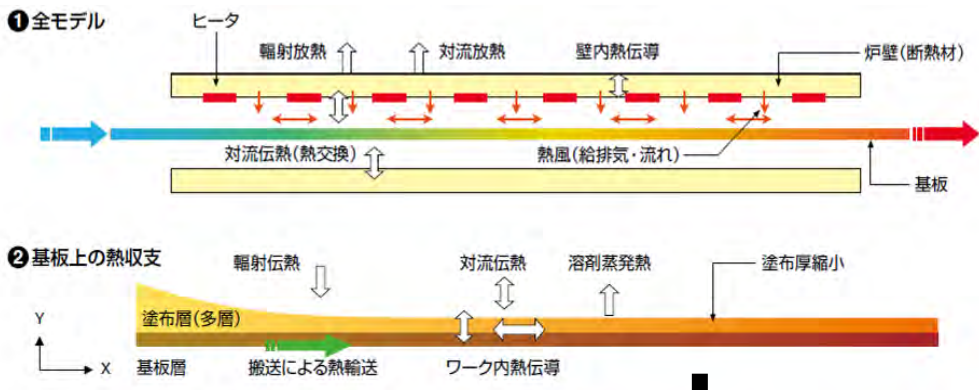 ❶全モデル
ヒータ
輻射放熱
対流放熱
壁内熱伝導
炉壁(断熱材)
対流伝熱(熱交換)
熱風(給排気・流れ)
基板
❷基板上の熱収支
輻射伝熱
対流伝熱
溶剤蒸発熱
塗布厚縮小
Y
塗布層(多層)
X
基板層
搬送による熱輸送
ワーク内熱伝導